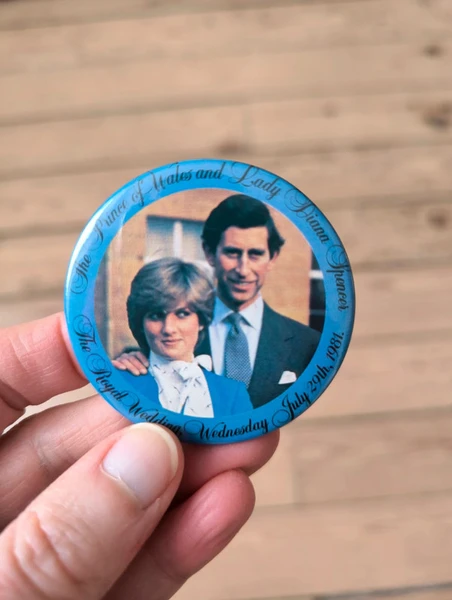 The Prince of Wales and Lady Diana Spencer
The Royal Wedding Wednesday July 29th, 1981.